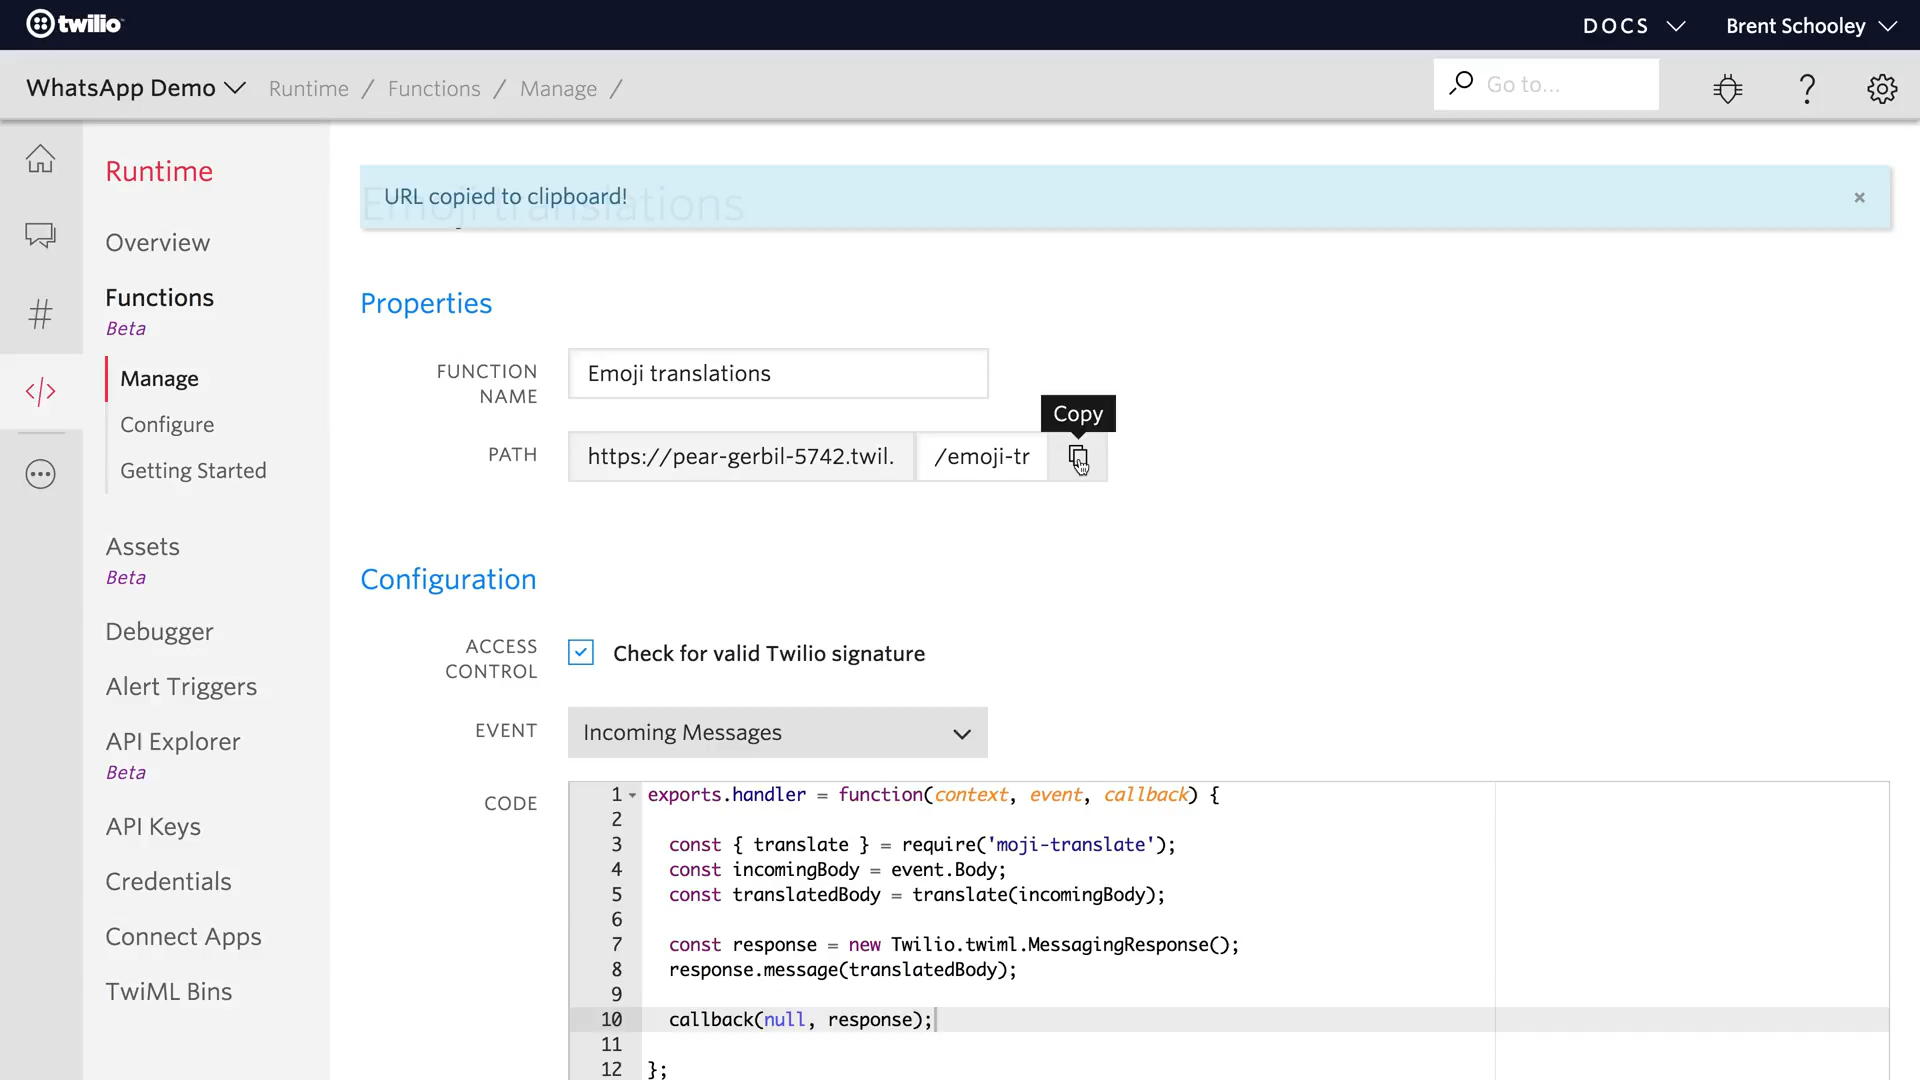 twilio
DOCS
Brent Schooley
WhatsApp Demo
Runtime / Functions / Manage /
Go to...
Runtime
Overview
Functions
Beta
Manage
Configure
Getting Started
Assets
Beta
Debugger
Alert Triggers
API Explorer
Beta
API Keys
Credentials
Connect Apps
TwiML Bins
URL copied to clipboard!
Emoji translations
Properties
FUNCTION
NAME
Emoji translations
Copy
PATH
https://pear-gerbil-5742.twil.
/emoji-tr
Configuration
ACCESS
CONTROL
Check for valid Twilio signature
EVENT
Incoming Messages
CODE
1 exports.handler = function(context, event, callback) {
2
3 const { translate } = require('moji-translate');
4 const incomingBody = event.Body;
5 const translatedBody = translate(incomingBody);
6
7 const response = new Twilio.twiml.MessagingResponse();
8 response.message(translatedBody);
9
10 callback(null, response);
11
12 };